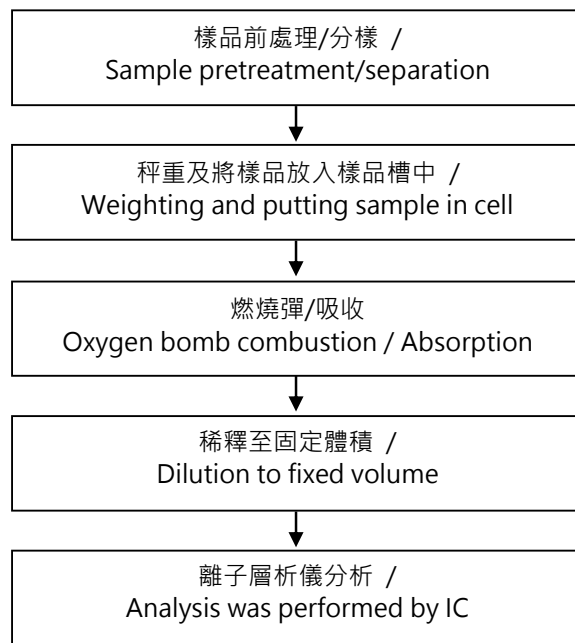 樣品前處理/分樣 /
Sample pretreatment/separation
秤重及將樣品放入樣品槽中 /
Weighting and putting sample in cell
燃燒彈/吸收
Oxygen bomb combustion / Absorption
稀釋至固定體積 /
Dilution to fixed volume
離子層析儀分析 /
Analysis was performed by IC